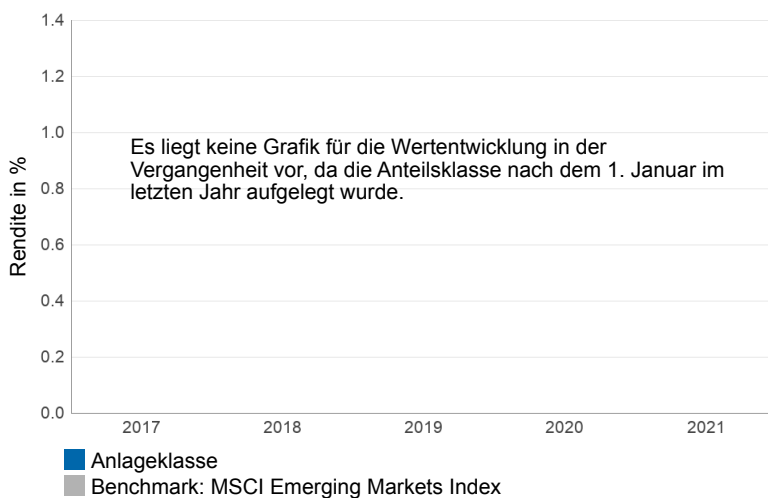 1.4
1.2
1.0
Es liegt keine Grafik für die Wertentwicklung in der
Vergangenheit vor, da die Anteilsklasse nach dem 1. Januar im
letzten Jahr aufgelegt wurde.
0.8
0.6
0.4
0.2
0.0
Rendite in %
2017 2018 2019 2020 2021
Anlageklasse
Benchmark: MSCI Emerging Markets Index